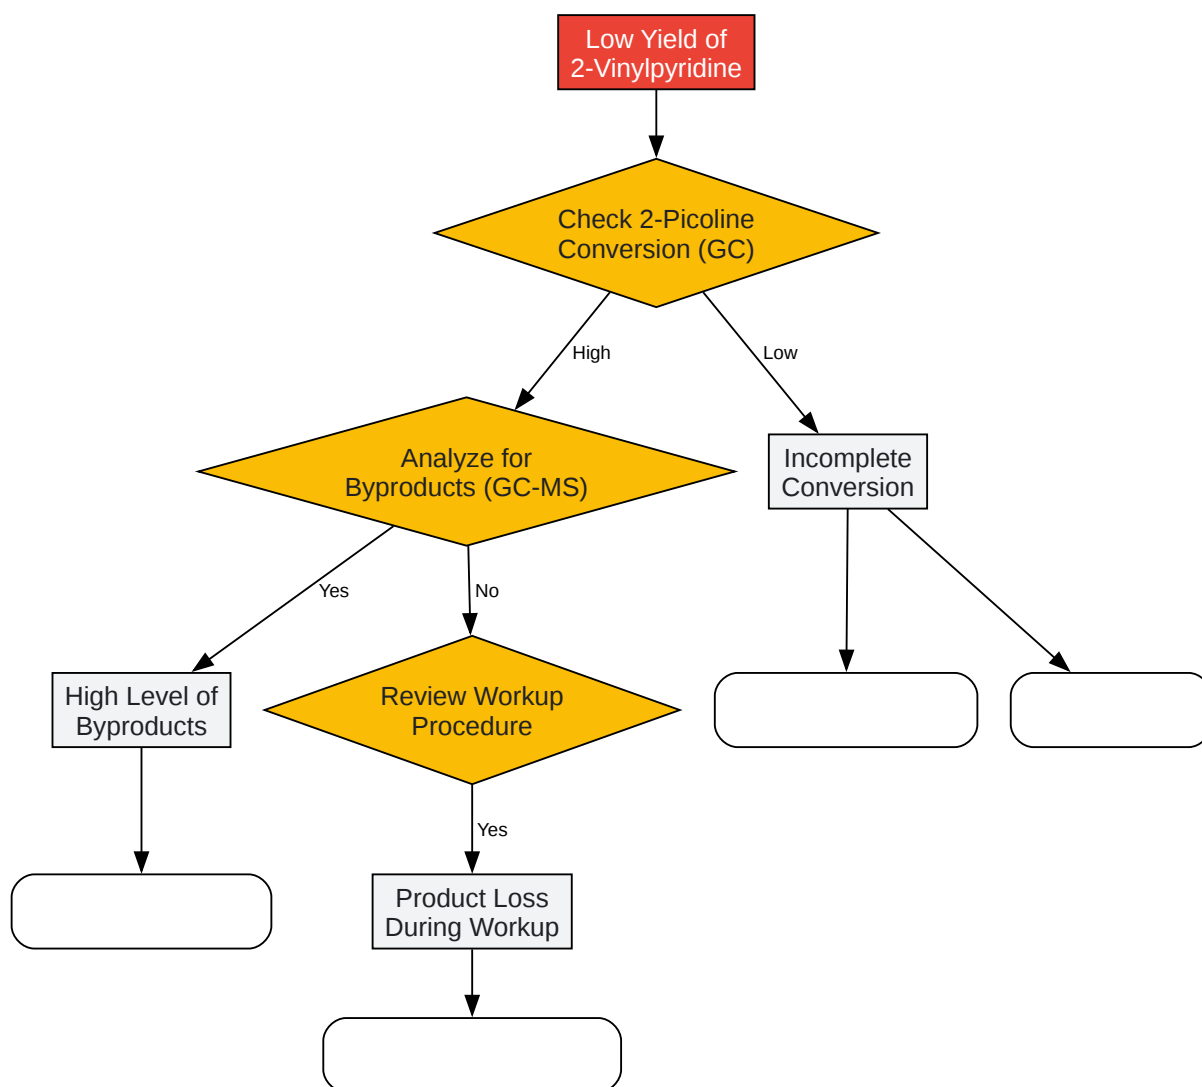 Low Yield of
2-Vinylpyridine
Check 2-Picoline
Conversion (GC)
High
Low
Analyze for
Byproducts (GC-MS)
Incomplete
Conversion
Yes
No
High Level of
Byproducts
Review Workup
Procedure
Yes
Product Loss
During Workup